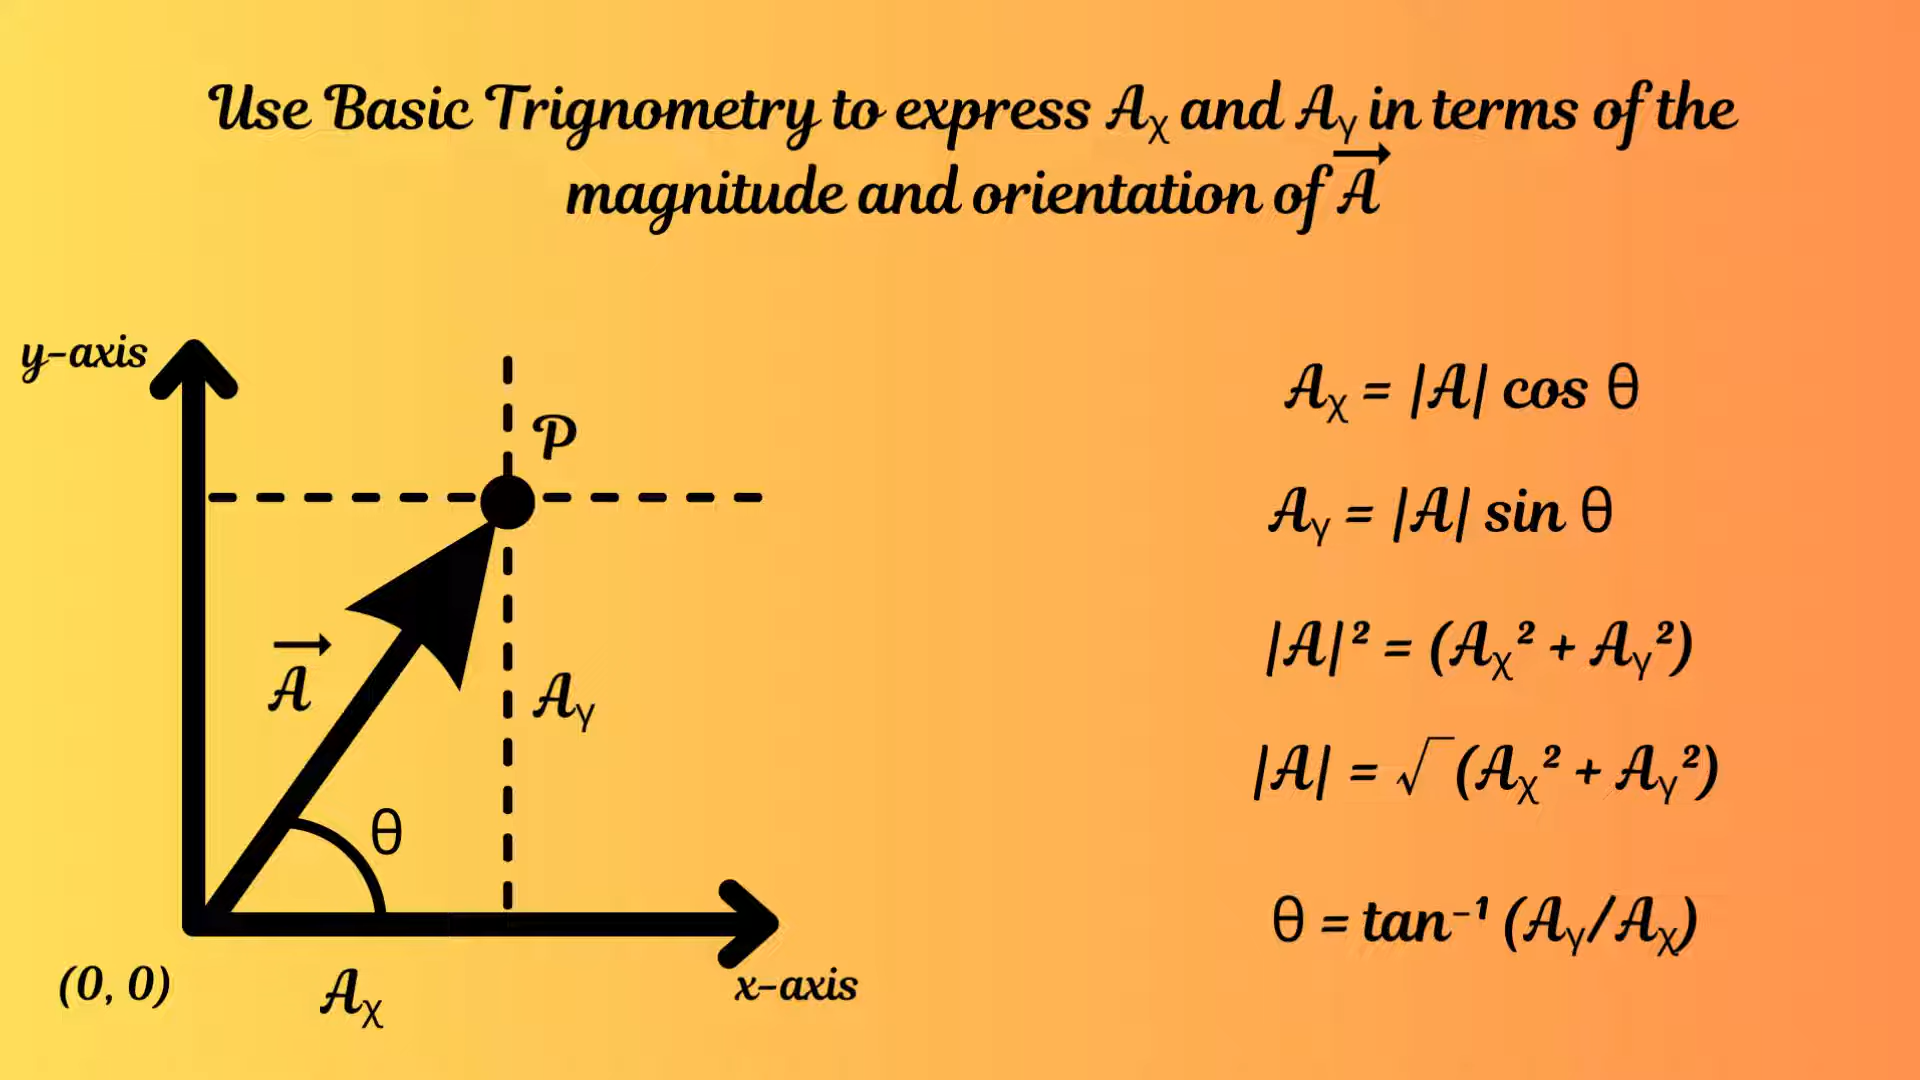 Use Basic Trignometry to express Aχ and Aγ in terms of the
magnitude and orientation of A⃗
y-axis
P
A⃗
Aγ
θ
(0, 0)
Aχ
x-axis
Aχ = |A| cos θ
Aγ = |A| sin θ
|A|² = (Aχ² + Aγ²)
|A| = √(Aχ² + Aγ²)
θ = tan⁻¹ (Aγ/Aχ)